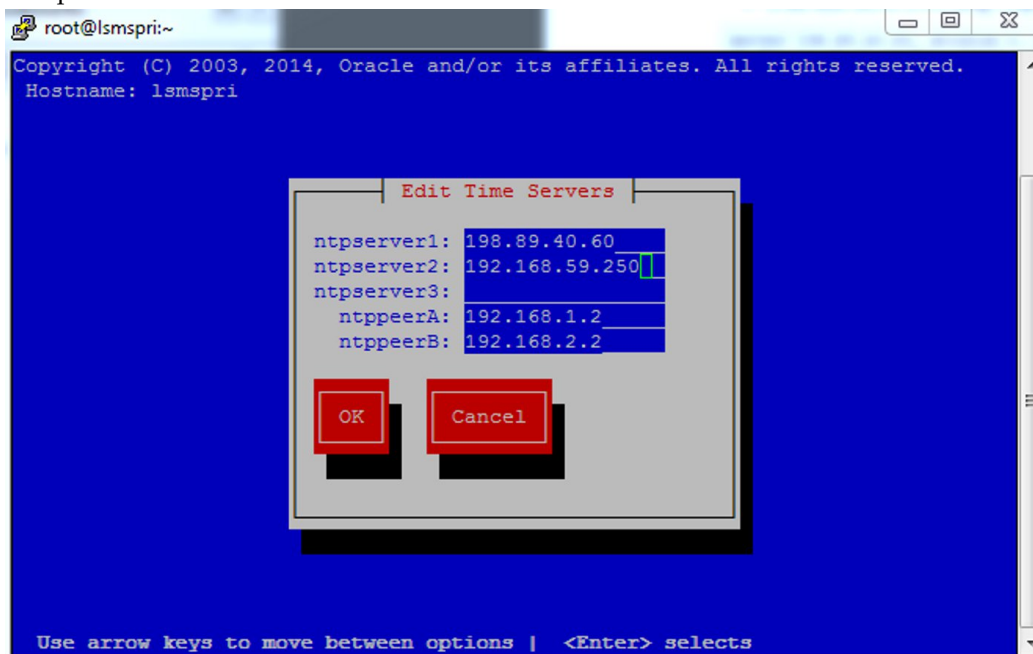 root@lsmspri:~
Copyright (C) 2003, 2014, Oracle and/or its affiliates. All rights reserved.
Hostname: lsmspri
Edit Time Servers
ntpserver1: 198.89.40.60
ntpserver2: 192.168.59.250
ntpserver3:
ntppeerA: 192.168.1.2
ntppeerB: 192.168.2.2
OK Cancel
Use arrow keys to move between options | <Enter> selects